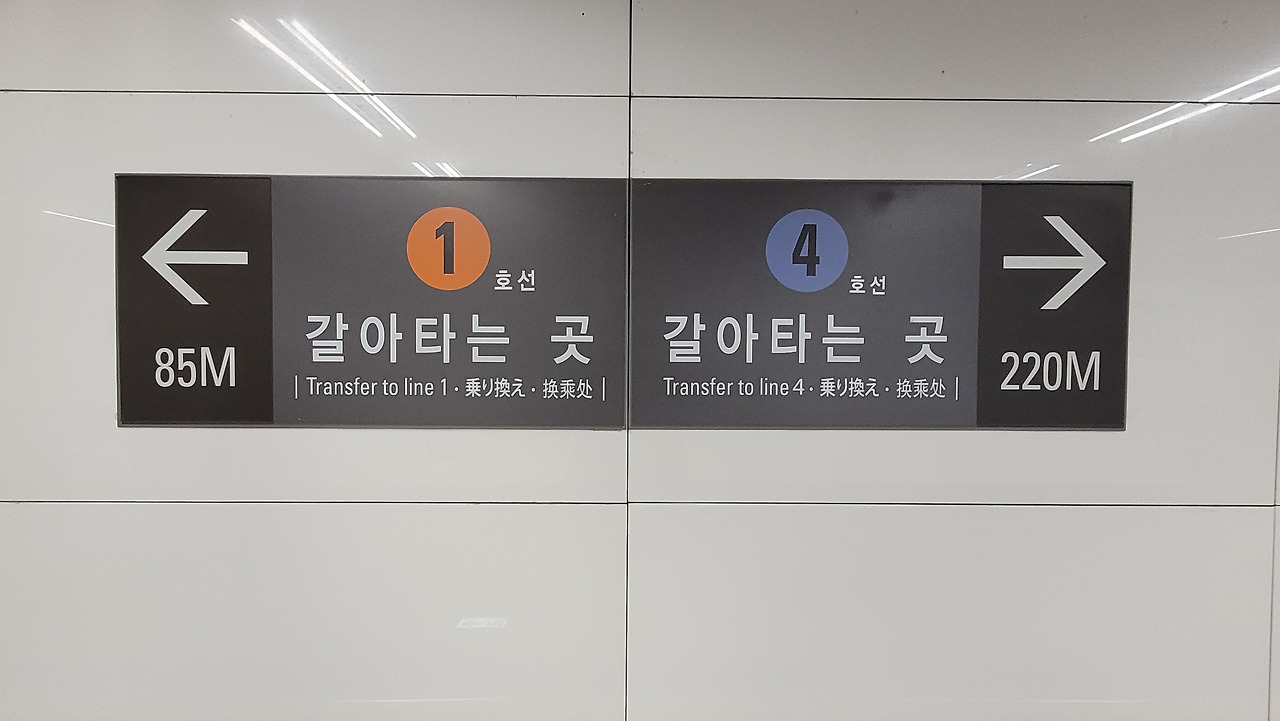 ← 85M
1 호선
갈아타는 곳
| Transfer to line 1 · 乗り換え · 换乘处 |
4 호선
갈아타는 곳
Transfer to line 4 · 乗り換え · 换乘处 |
→ 220M